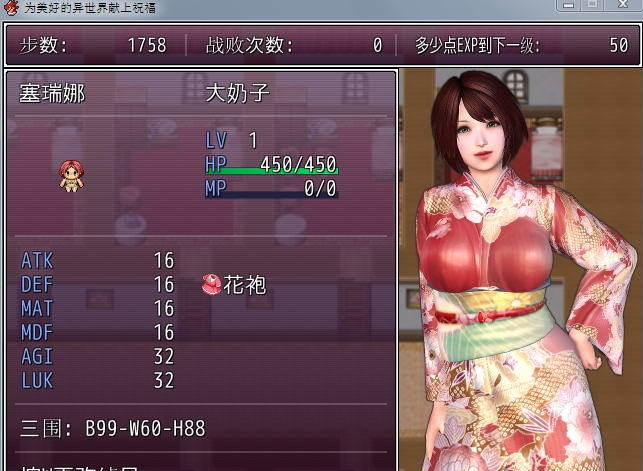 为美好的异世界献上祝福
步数: 1758 战败次数: 0 多少点EXP到下一级: 50
塞瑞娜 大奶子
LV 1
HP 450/450
MP 0/0
ATK 16
DEF 16 花袍
MAT 16
MDF 16
AGI 32
LUK 32
三围: B99-W60-H88